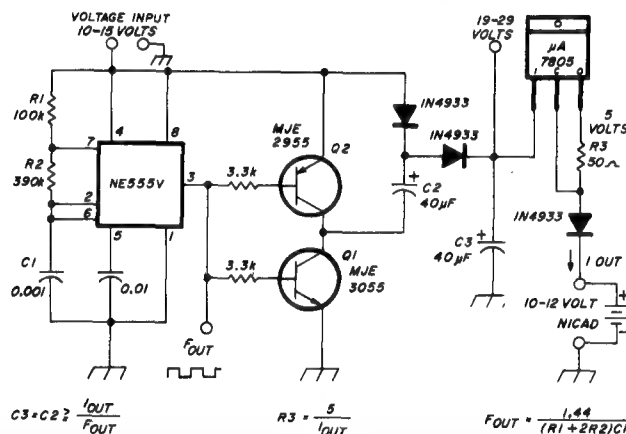 VOLTAGE INPUT
10-15 VOLTS
19-29
VOLTS
μA
7805
I C O
R1
100k
7
4
8
1N4933
MJE
2955
Q2
1N4933
5
VOLTS
R3
50Ω
R2
390k
NE555V
3
3.3k
2
6
5
1
+
C2
40μF
1N4933
C1
0.001
0.01
3.3k
Q1
MJE
3055
+
C3
40μF
I OUT
10-12 VOLT
NICAD
+
-
FOUT
C3=C2 ≧ IOUT / FOUT
R3 = 5 / IOUT
FOUT = 1.44 / (R1+2R2)C1